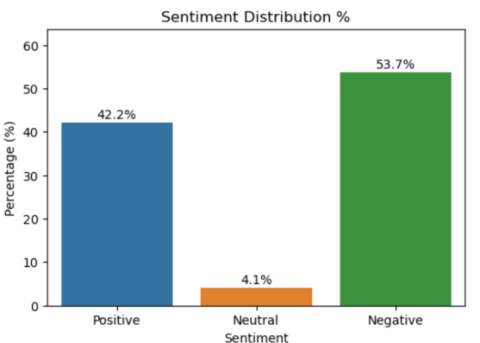 Sentiment Distribution %
Percentage (%)
60
50
40
30
20
10
0
42.2%
4.1%
53.7%
Positive
Neutral
Negative
Sentiment